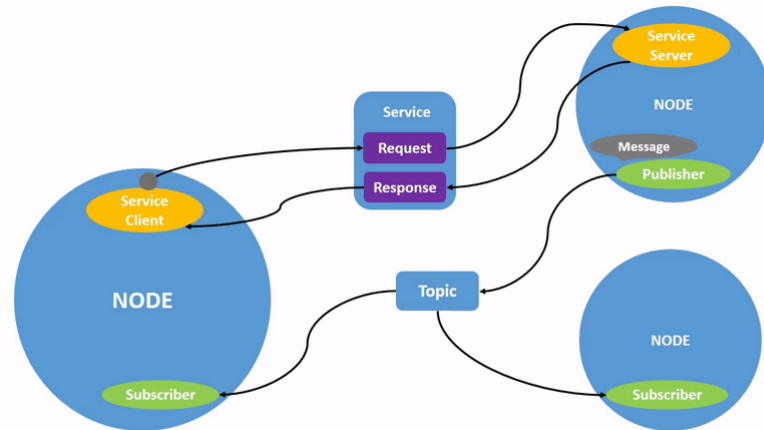 Service
Server
NODE
Message
Publisher
Service
Request
Response
Service
Client
NODE
Subscriber
Topic
NODE
Subscriber